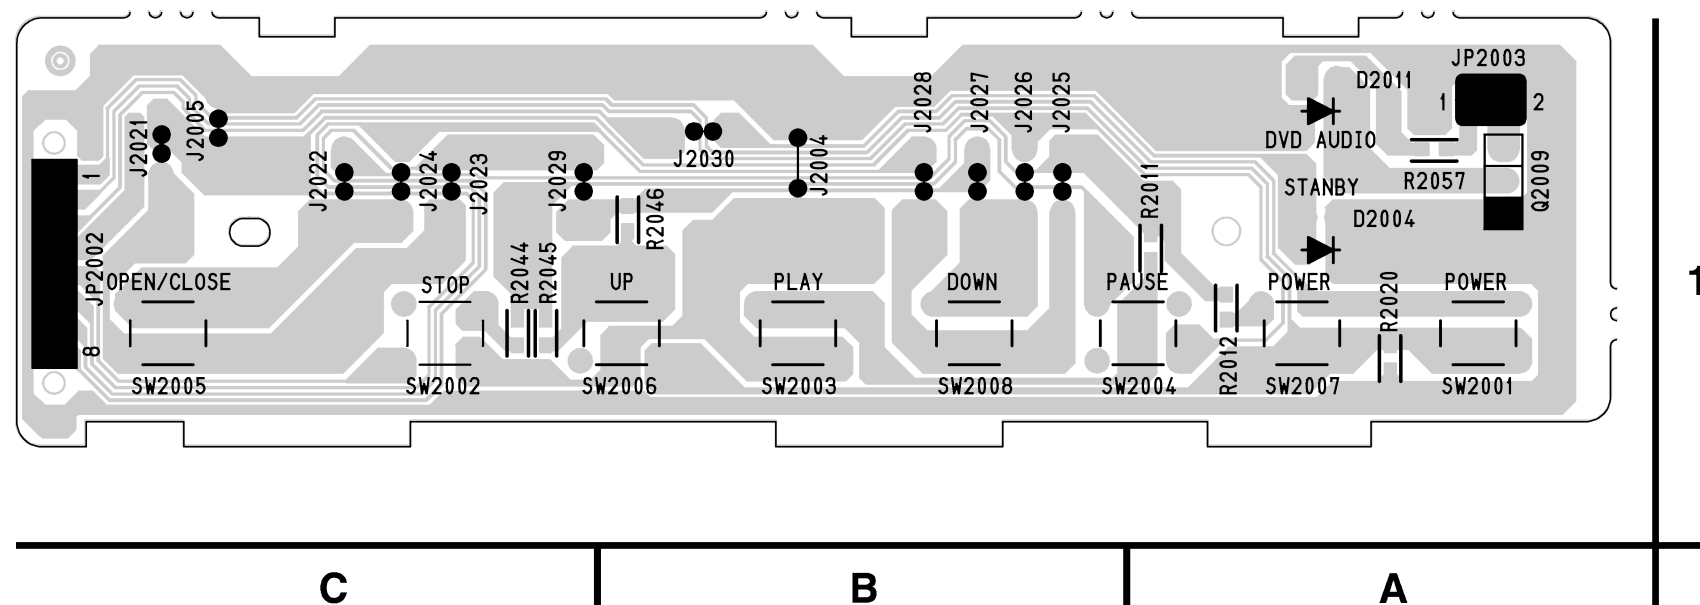 JP2003
D2011
1
2
DVD AUDIO
R2057
STANBY
D2004
Q2009
J2028
J2027
J2026
J2025
J2005
J2021
J2030
J2004
J2022
J2024
J2023
J2029
R2046
R2011
1
JP2002
8
R2044
R2045
OPEN/CLOSE
STOP
UP
PLAY
DOWN
PAUSE
POWER
POWER
R2020
R2012
SW2005
SW2002
SW2006
SW2003
SW2008
SW2004
SW2007
SW2001
1
C
B
A